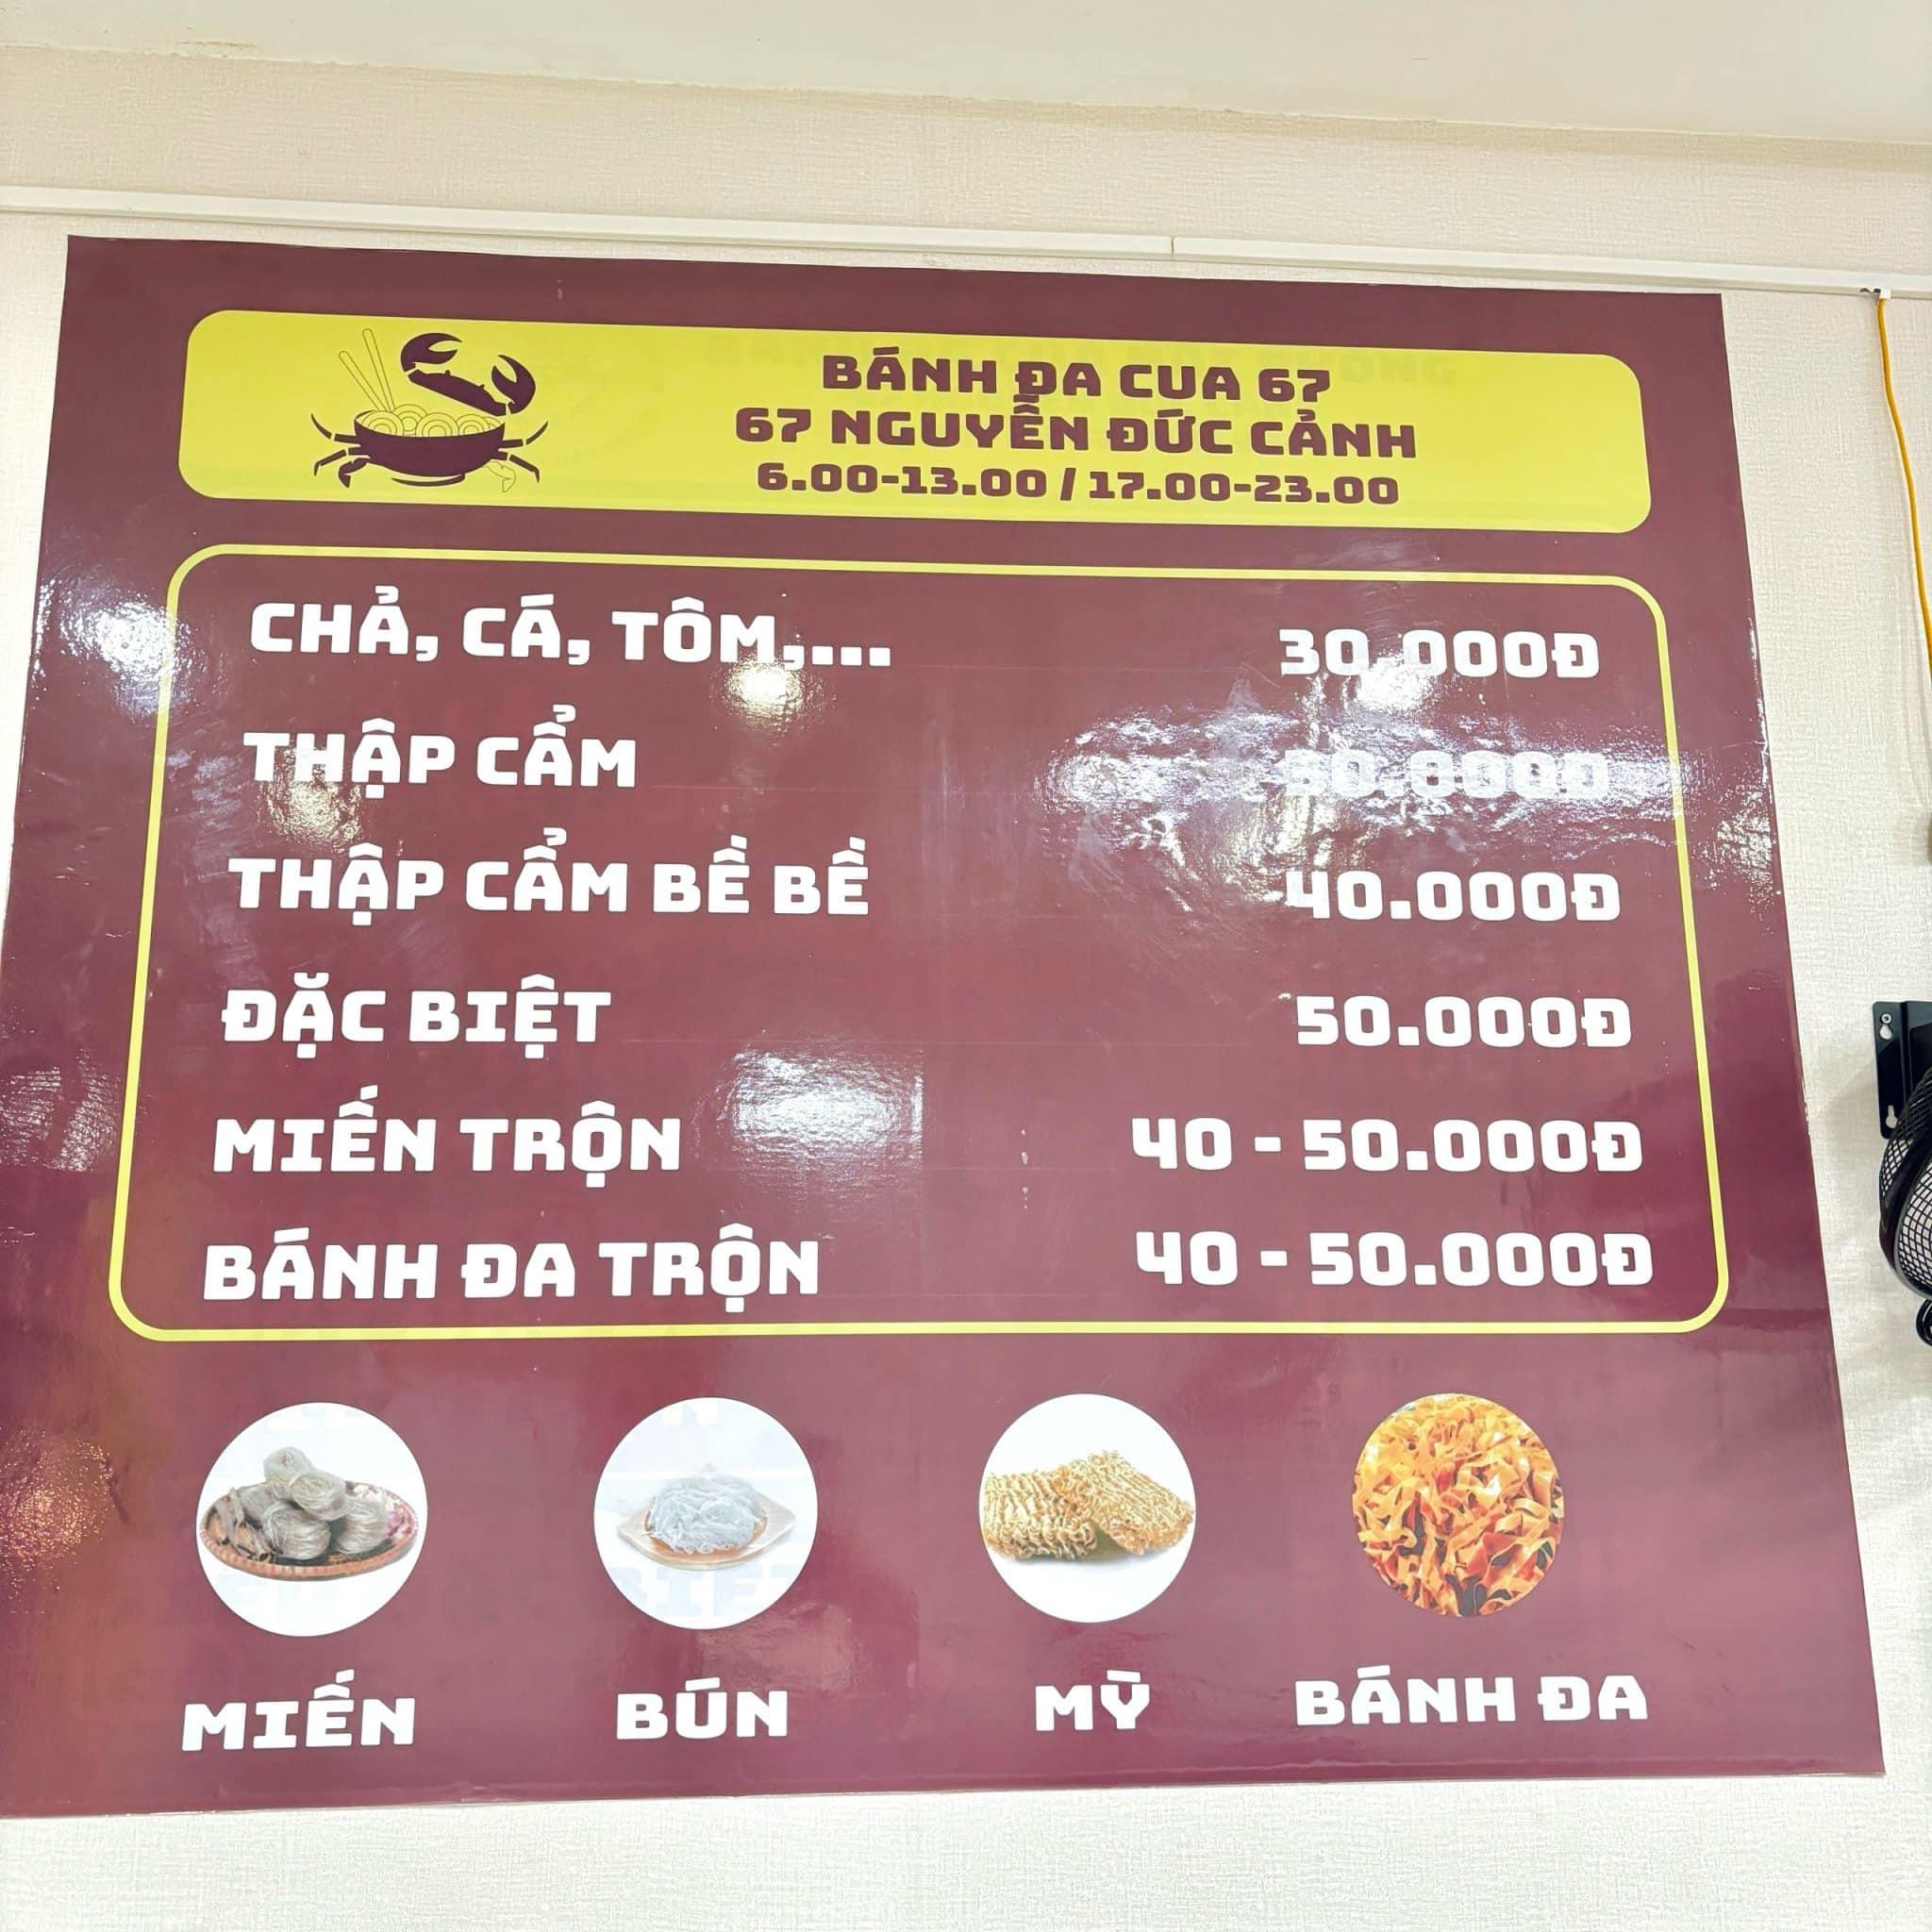 BÁNH ĐA CUA 67
67 NGUYỄN ĐỨC CẢNH
6.00-13.00 / 17.00-23.00
CHẢ, CÁ, TÔM,... 30.000Đ
THẬP CẨM
THẬP CẨM BỀ BỀ 40.000Đ
ĐẶC BIỆT 50.000Đ
MIẾN TRỘN 40 - 50.000Đ
BÁNH ĐA TRỘN 40 - 50.000Đ
MIẾN BÚN MỲ BÁNH ĐA